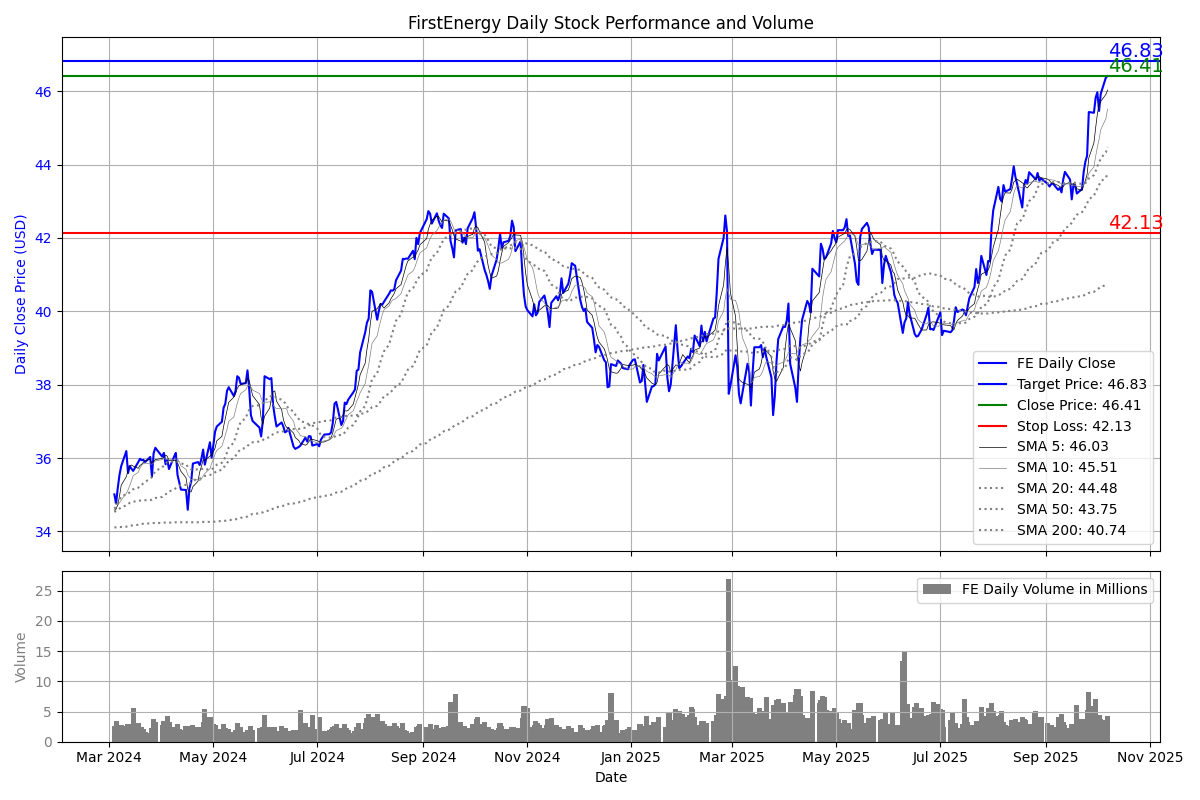 FirstEnergy Daily Stock Performance and Volume
46.83
46.41
42.13
46
44
42
40
38
36
34
Daily Close Price (USD)
FE Daily Close
Target Price: 46.83
Close Price: 46.41
Stop Loss: 42.13
SMA 5: 46.03
SMA 10: 45.51
SMA 20: 44.48
SMA 50: 43.75
SMA 200: 40.74
FE Daily Volume in Millions
25
20
15
10
5
0
Volume
Mar 2024 May 2024 Jul 2024 Sep 2024 Nov 2024 Jan 2025 Mar 2025 May 2025 Jul 2025 Sep 2025 Nov 2025
Date